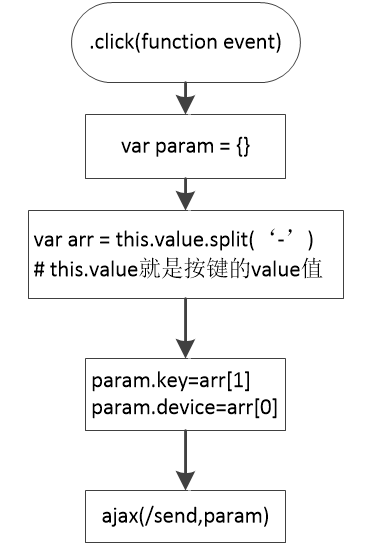 .click(function event)
var param = {}
var arr = this.value.split(‘-’)
# this.value就是按键的value值
param.key=arr[1]
param.device=arr[0]
ajax(/send,param)